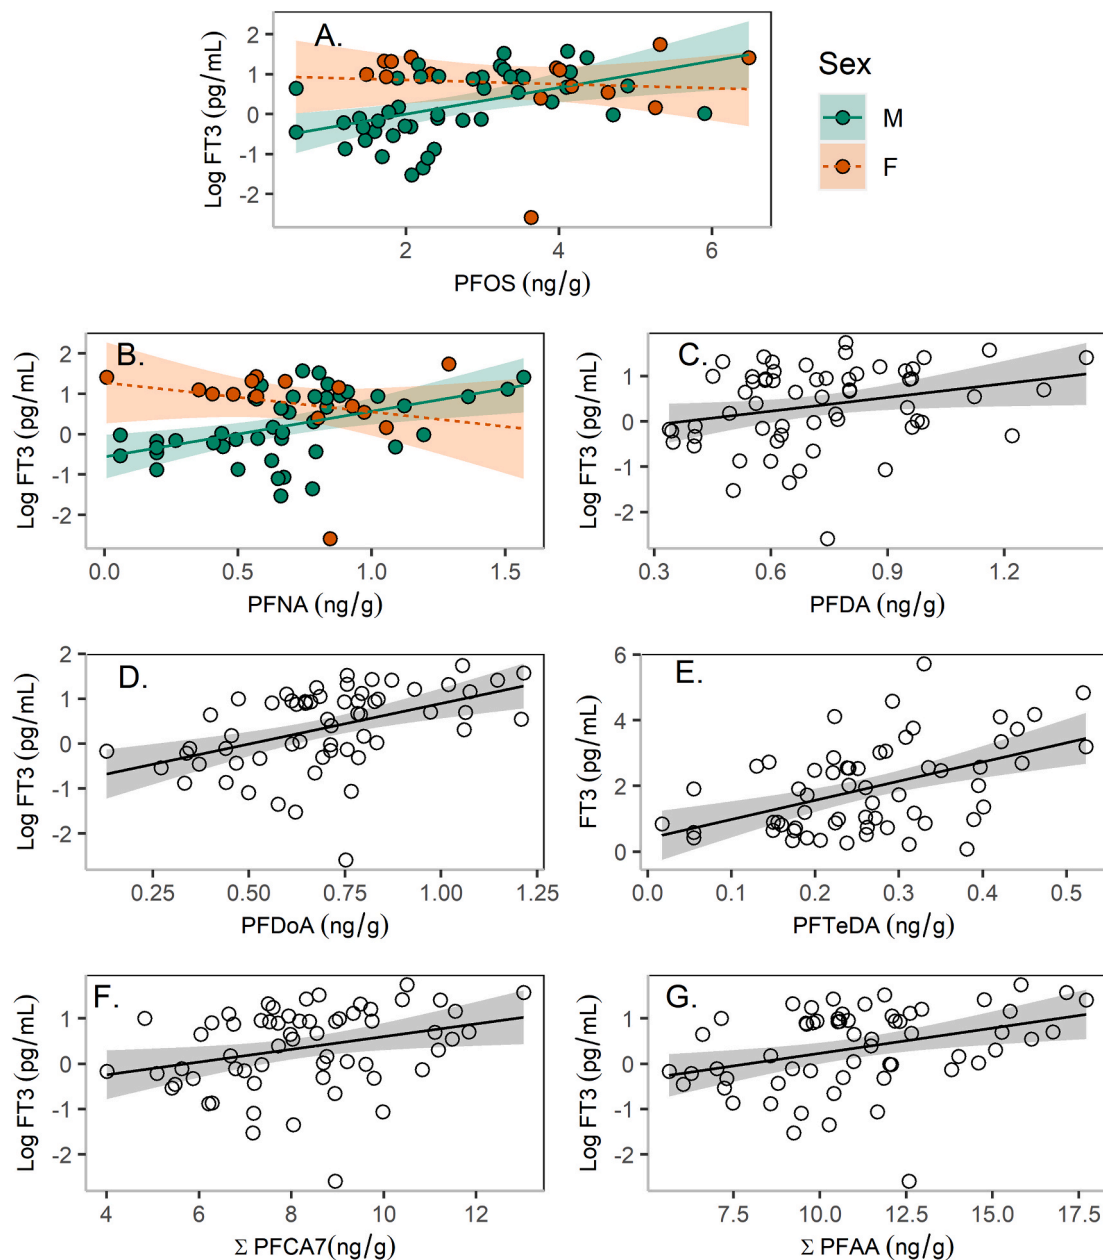 A.
Log FT3 (pg/mL)
2
1
0
-1
-2
2
4
6
PFOS (ng/g)
Sex
M
F
B.
Log FT3 (pg/mL)
2
1
0
-1
-2
0.0
0.5
1.0
1.5
PFNA (ng/g)
C.
Log FT3 (pg/mL)
2
1
0
-1
-2
0.3
0.6
0.9
1.2
PFDA (ng/g)
D.
Log FT3 (pg/mL)
2
1
0
-1
-2
0.25
0.50
0.75
1.00
1.25
PFDoA (ng/g)
E.
FT3 (pg/mL)
6
4
2
0
0.0
0.1
0.2
0.3
0.4
0.5
PFTeDA (ng/g)
F.
Log FT3 (pg/mL)
1
0
-1
-2
4
6
8
10
12
Σ PFCA7(ng/g)
G.
Log FT3 (pg/mL)
1
0
-1
-2
7.5
10.0
12.5
15.0
17.5
Σ PFAA (ng/g)